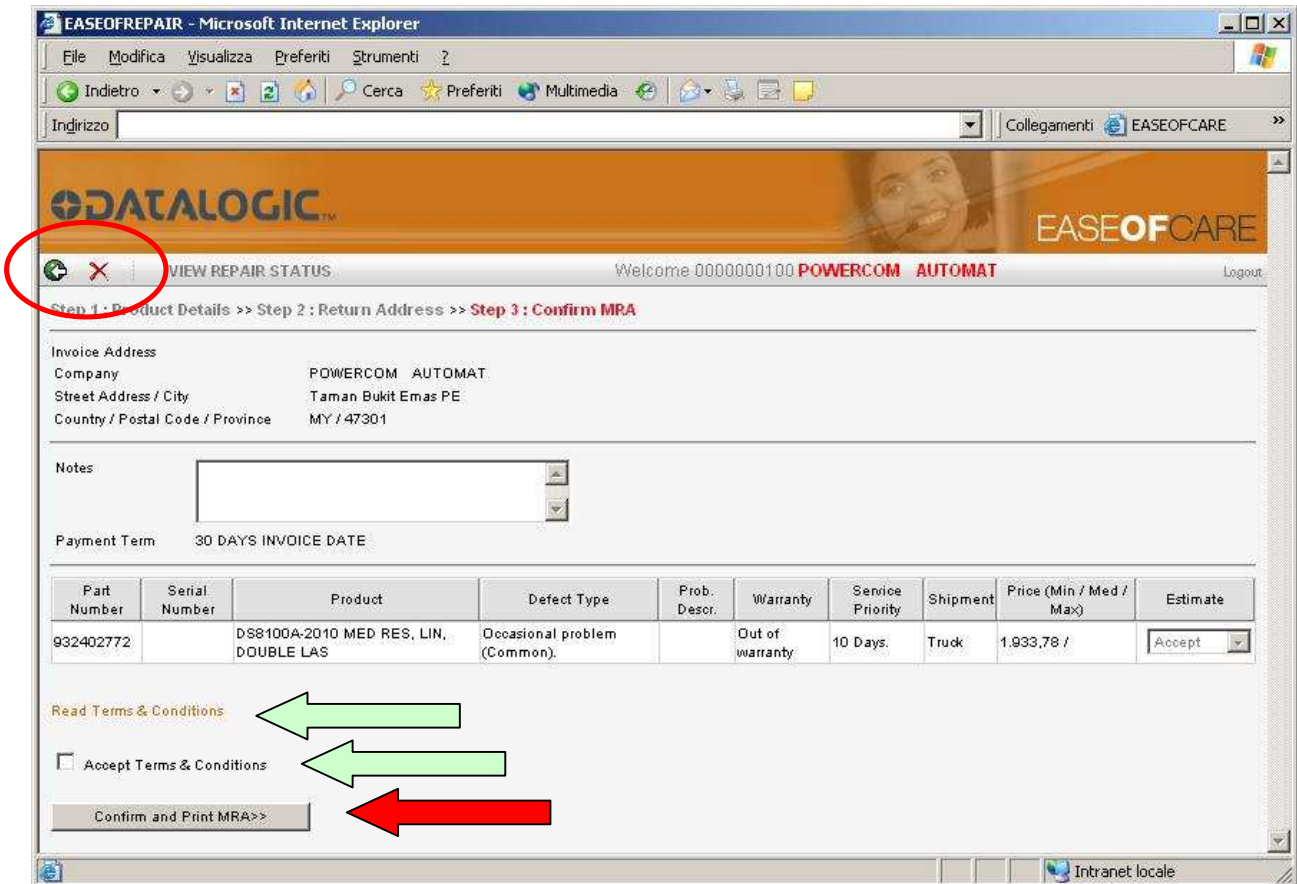 EASEOFREPAIR - Microsoft Internet Explorer
File Modifica Visualizza Preferiti Strumenti ?
Indietro Cerca Preferiti Multimedia
Indirizzo Collegamenti EASEOFCARE »
DATALOGIC™
EASEOFCARE
VIEW REPAIR STATUS Welcome 0000000100 POWERCOM AUTOMAT Logout
Step 1 : Product Details >> Step 2 : Return Address >> Step 3 : Confirm MRA
Invoice Address
Company POWERCOM AUTOMAT
Street Address / City Taman Bukit Emas PE
Country / Postal Code / Province MY / 47301
Notes
Payment Term 30 DAYS INVOICE DATE
Part Number Serial Number Product Defect Type Prob. Descr. Warranty Service Priority Shipment Price (Min / Med / Max) Estimate
932402772 DS8100A-2010 MED RES, LIN, DOUBLE LAS Occasional problem (Common). Out of warranty 10 Days. Truck 1.933,78 / Accept
Read Terms & Conditions
Accept Terms & Conditions
Confirm and Print MRA>>
Intranet locale